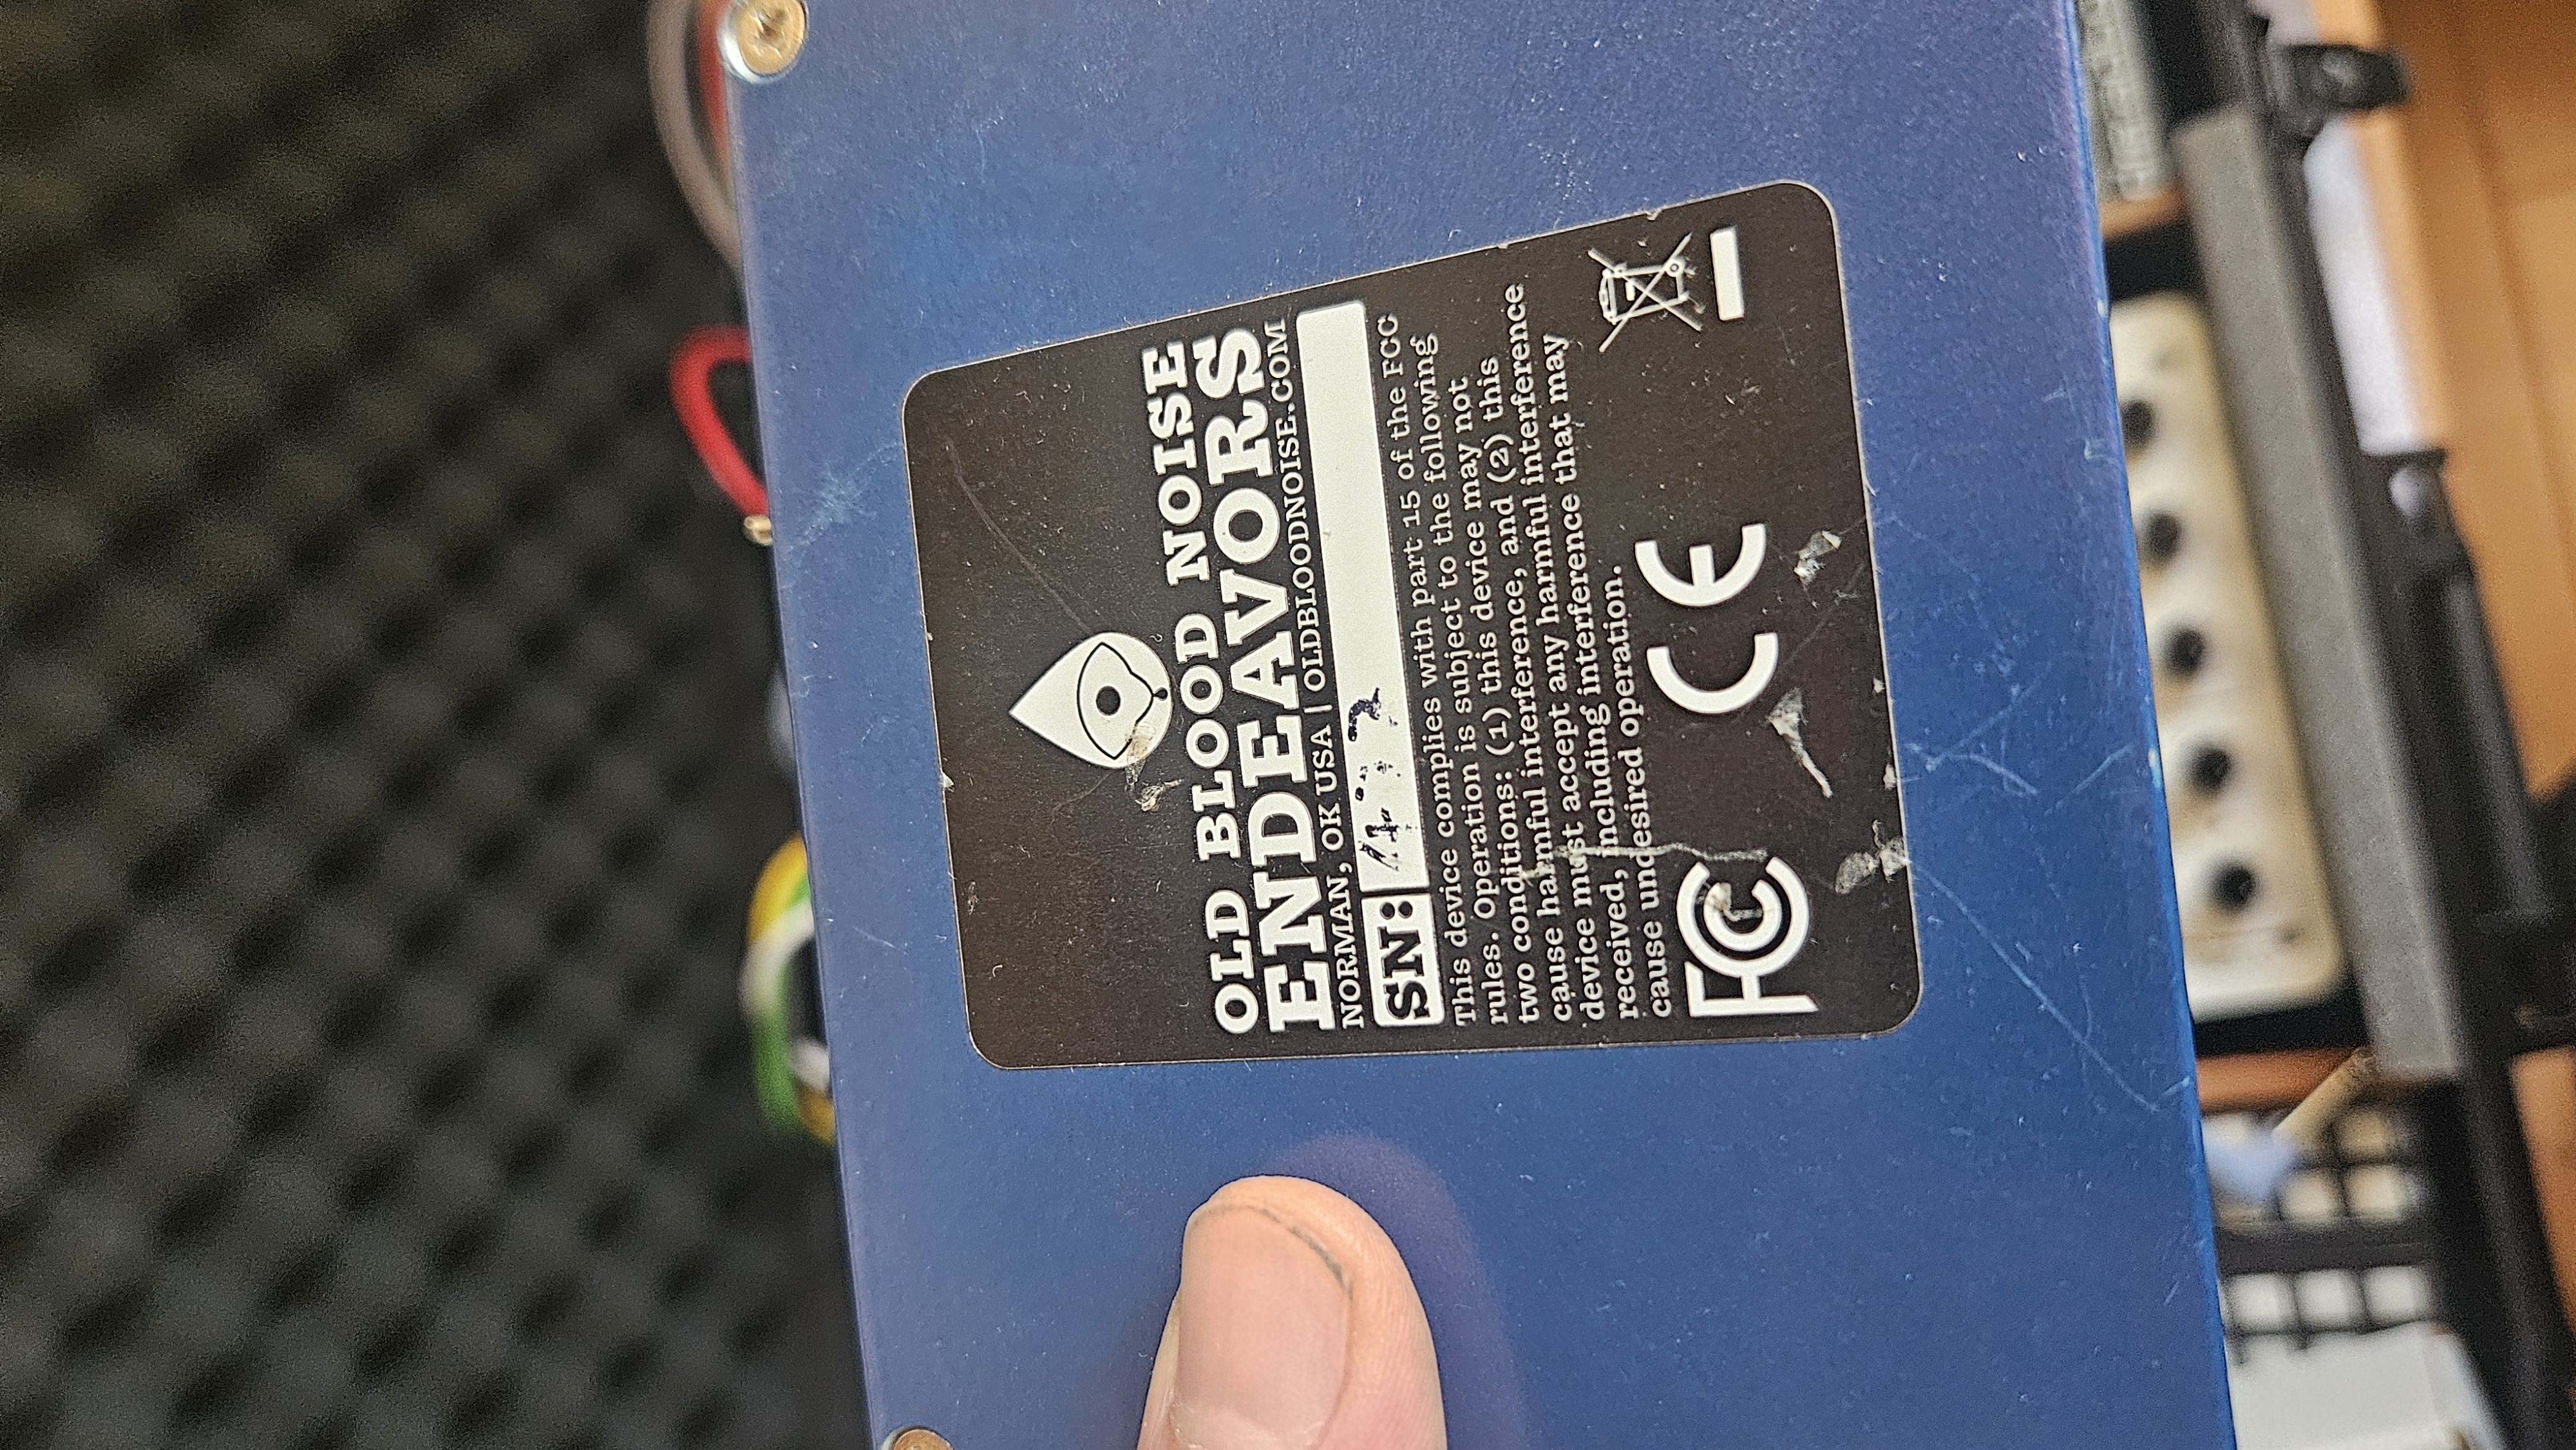 OLD BLOOD NOISE
ENDEAVORS
NORMAN, OK USA | OLDBLOODNOISE.COM
SN:
This device complies with part 15 of the FCC
rules. Operation is subject to the following
two conditions: (1) this device may not
cause harmful interference, and (2) this
device must accept any harmful interference
received, including interference that may
cause undesired operation.
FC CE